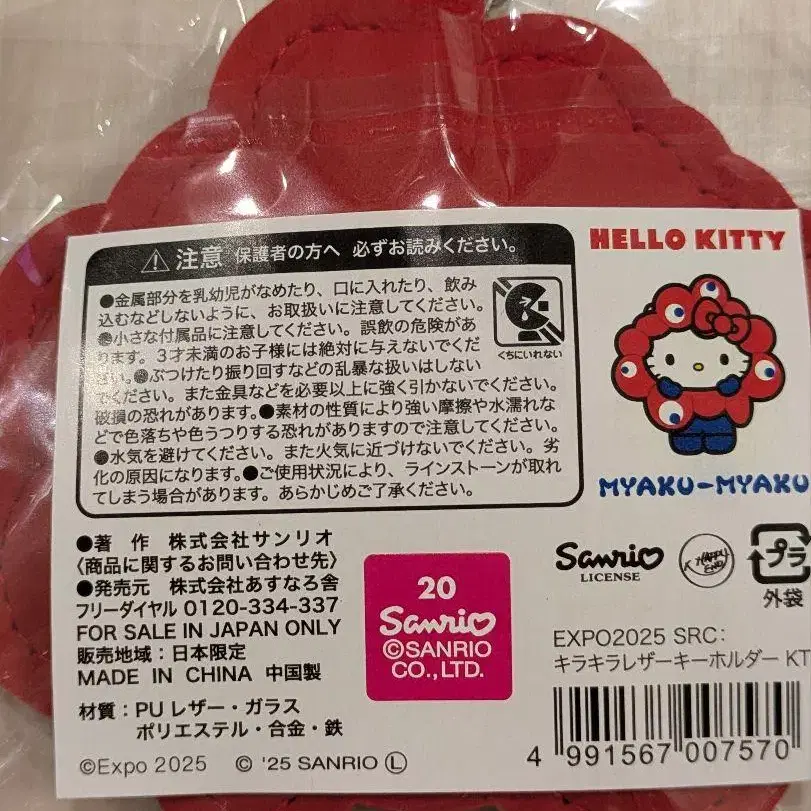 注意 保護者の方へ 必ずお読みください。
●金属部分を乳幼児がなめたり、口に入れたり、飲み
込むなどしないように、お取扱いに注意してください。
●小さな付属品に注意してください。誤飲の危険があ
ります。3才未満のお子様には絶対に与えないでくだ
さい。●ぶつけたり振り回すなどの乱暴な扱いはしない
でください。また金具などを必要以上に強く引かないでください。
破損の恐れがあります。●素材の性質により強い摩擦や水濡れな
どで色落ちや色うつりする恐れがありますので注意してください。
●水気を避けてください。また火気に近づけないでください。劣
化の原因になります。●ご使用状況により、ラインストーンが取れ
てしまう場合があります。あらかじめご了承ください。
くちにいれない
HELLO KITTY
MYAKU-MYAKU
●著 作 株式会社サンリオ
〈商品に関するお問い合わせ先〉
●発売元 株式会社あすなろ舎
フリーダイヤル 0120-334-337
FOR SALE IN JAPAN ONLY
販売地域:日本限定
MADE IN CHINA 中国製
材質:PU レザー・ガラス
ポリエステル・合金・鉄
©Expo 2025 © '25 SANRIO Ⓛ
20
Sanrio
©SANRIO
CO.,LTD.
Sanrio
LICENSE
HAPPY
END
プラ
外袋
EXPO2025 SRC:
キラキラレザーキーホルダー KT
4 991567 007570